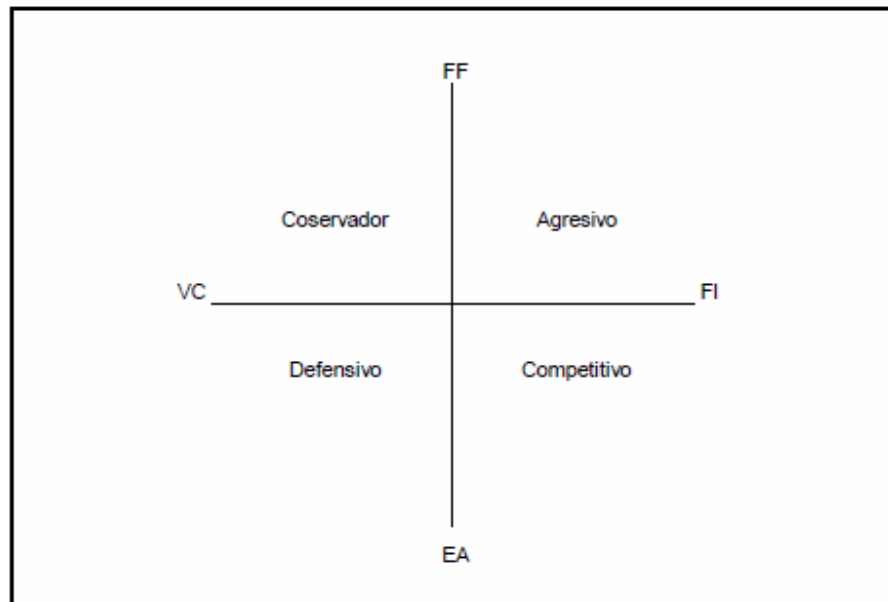 FF
Coservador
Agresivo
VC
FI
Defensivo
Competitivo
EA